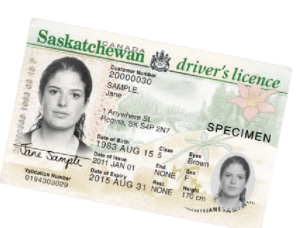 CANADA
Saskatchewan driver's licence
Customer Number
20000030
SAMPLE,
Jane
1 Anywhere St.
Regina, SK S4P 2N7
SPECIMEN
Date of Birth Class Eyes
1983 AUG 15 5 Brown
Date of Issue End Sex
2011 JAN 01 NONE F
Date of Expiry Rest. Height
2015 AUG 31 NONE 170 cm
Jane Sample
Validation Number
0194303029